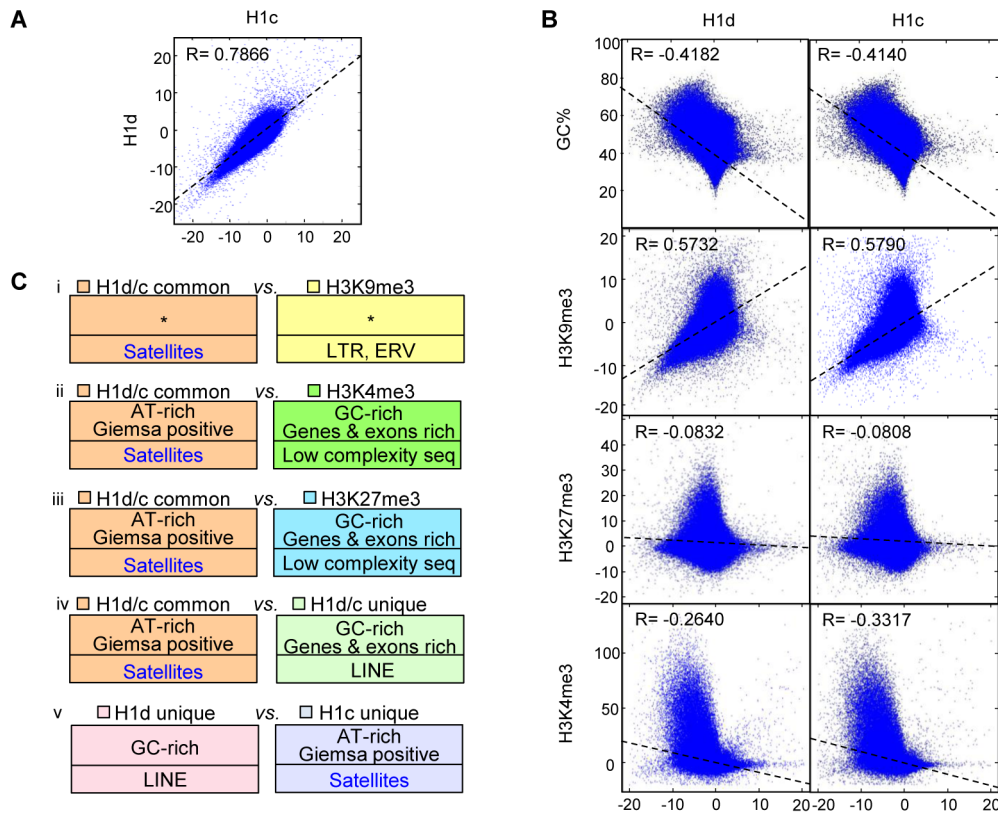 A
H1c
R= 0.7866
H1d
20
10
0
-10
-20
-20 -10 0 10 20
B
H1d H1c
R= -0.4182 R= -0.4140
GC%
100
80
60
40
20
R= 0.5732 R= 0.5790
H3K9me3
20
10
0
-10
-20
R= -0.0832 R= -0.0808
H3K27me3
40
30
20
10
0
-10
-20
R= -0.2640 R= -0.3317
H3K4me3
100
50
0
-20 -10 0 10 20 -20 -10 0 10 20
C
i H1d/c common vs. H3K9me3
* *
Satellites LTR, ERV
ii H1d/c common vs. H3K4me3
AT-rich GC-rich
Giemsa positive Genes & exons rich
Satellites Low complexity seq
iii H1d/c common vs. H3K27me3
AT-rich GC-rich
Giemsa positive Genes & exons rich
Satellites Low complexity seq
iv H1d/c common vs. H1d/c unique
AT-rich GC-rich
Giemsa positive Genes & exons rich
Satellites LINE
v H1d unique vs. H1c unique
GC-rich AT-rich
Giemsa positive
LINE Satellites